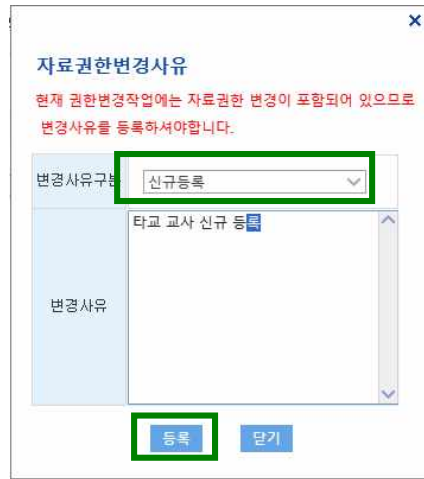 자료권한변경사유
현재 권한변경작업에는 자료권한 변경이 포함되어 있으므로
변경사유를 등록하셔야합니다.
변경사유구분 신규등록
타교 교사 신규 등록
변경사유
등록 닫기